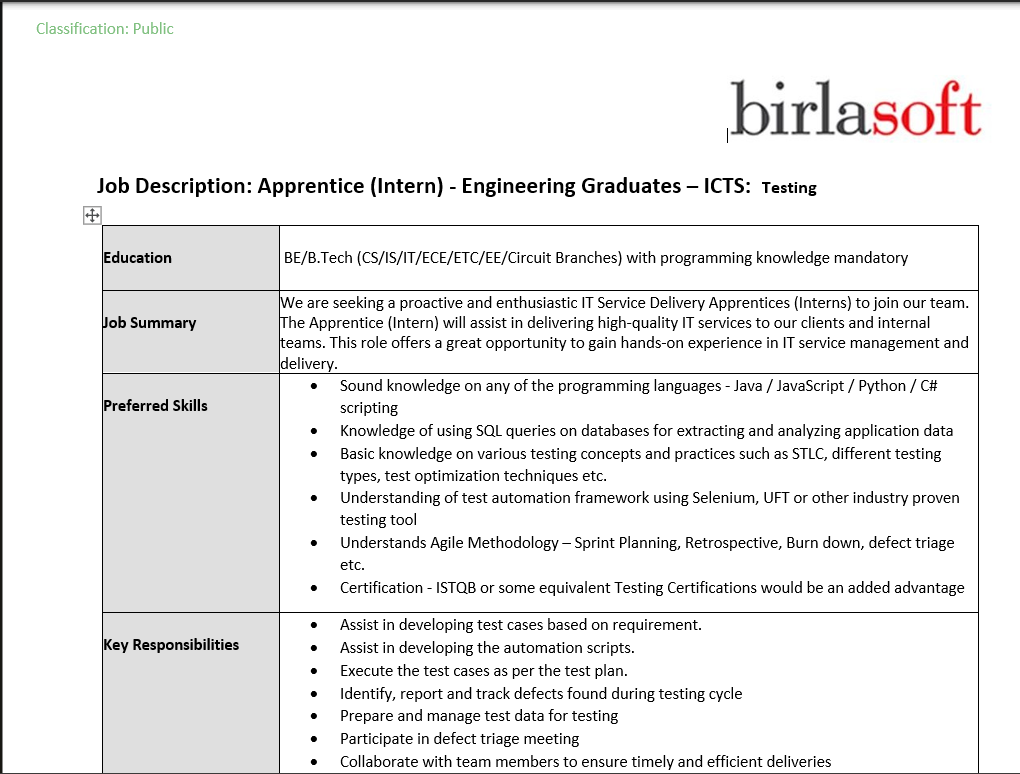 Classification: Public
birlasoft
Job Description: Apprentice (Intern) - Engineering Graduates – ICTS: Testing
Education
BE/B.Tech (CS/IS/IT/ECE/ETC/EE/Circuit Branches) with programming knowledge mandatory
Job Summary
We are seeking a proactive and enthusiastic IT Service Delivery Apprentices (Interns) to join our team.
The Apprentice (Intern) will assist in delivering high-quality IT services to our clients and internal
teams. This role offers a great opportunity to gain hands-on experience in IT service management and
delivery.
Preferred Skills
• Sound knowledge on any of the programming languages - Java / JavaScript / Python / C#
scripting
• Knowledge of using SQL queries on databases for extracting and analyzing application data
• Basic knowledge on various testing concepts and practices such as STLC, different testing
types, test optimization techniques etc.
• Understanding of test automation framework using Selenium, UFT or other industry proven
testing tool
• Understands Agile Methodology – Sprint Planning, Retrospective, Burn down, defect triage
etc.
• Certification - ISTQB or some equivalent Testing Certifications would be an added advantage
Key Responsibilities
• Assist in developing test cases based on requirement.
• Assist in developing the automation scripts.
• Execute the test cases as per the test plan.
• Identify, report and track defects found during testing cycle
• Prepare and manage test data for testing
• Participate in defect triage meeting
• Collaborate with team members to ensure timely and efficient deliveries